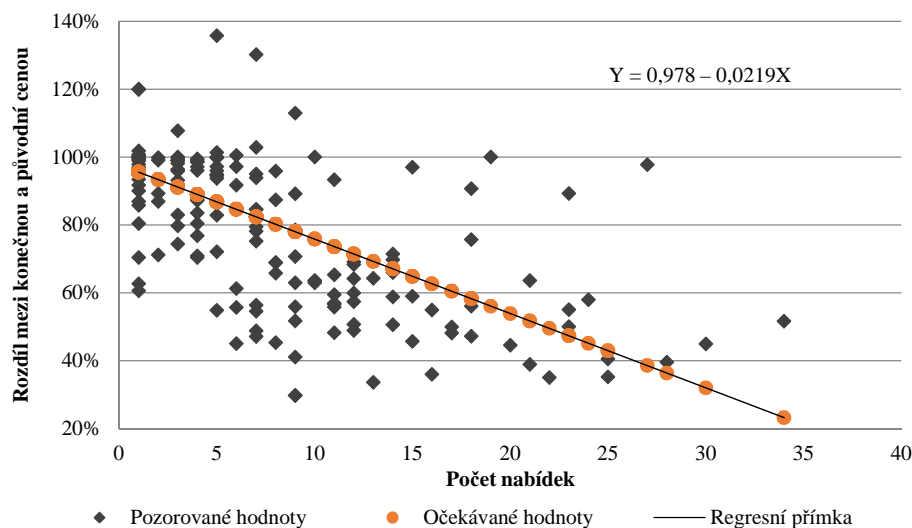 140%
120%
100%
80%
60%
40%
20%
Rozdíl mezi konečnou a původní cenou
Y = 0,978 – 0,0219X
0 5 10 15 20 25 30 35 40
Počet nabídek
Pozorované hodnoty Očekávané hodnoty Regresní přímka